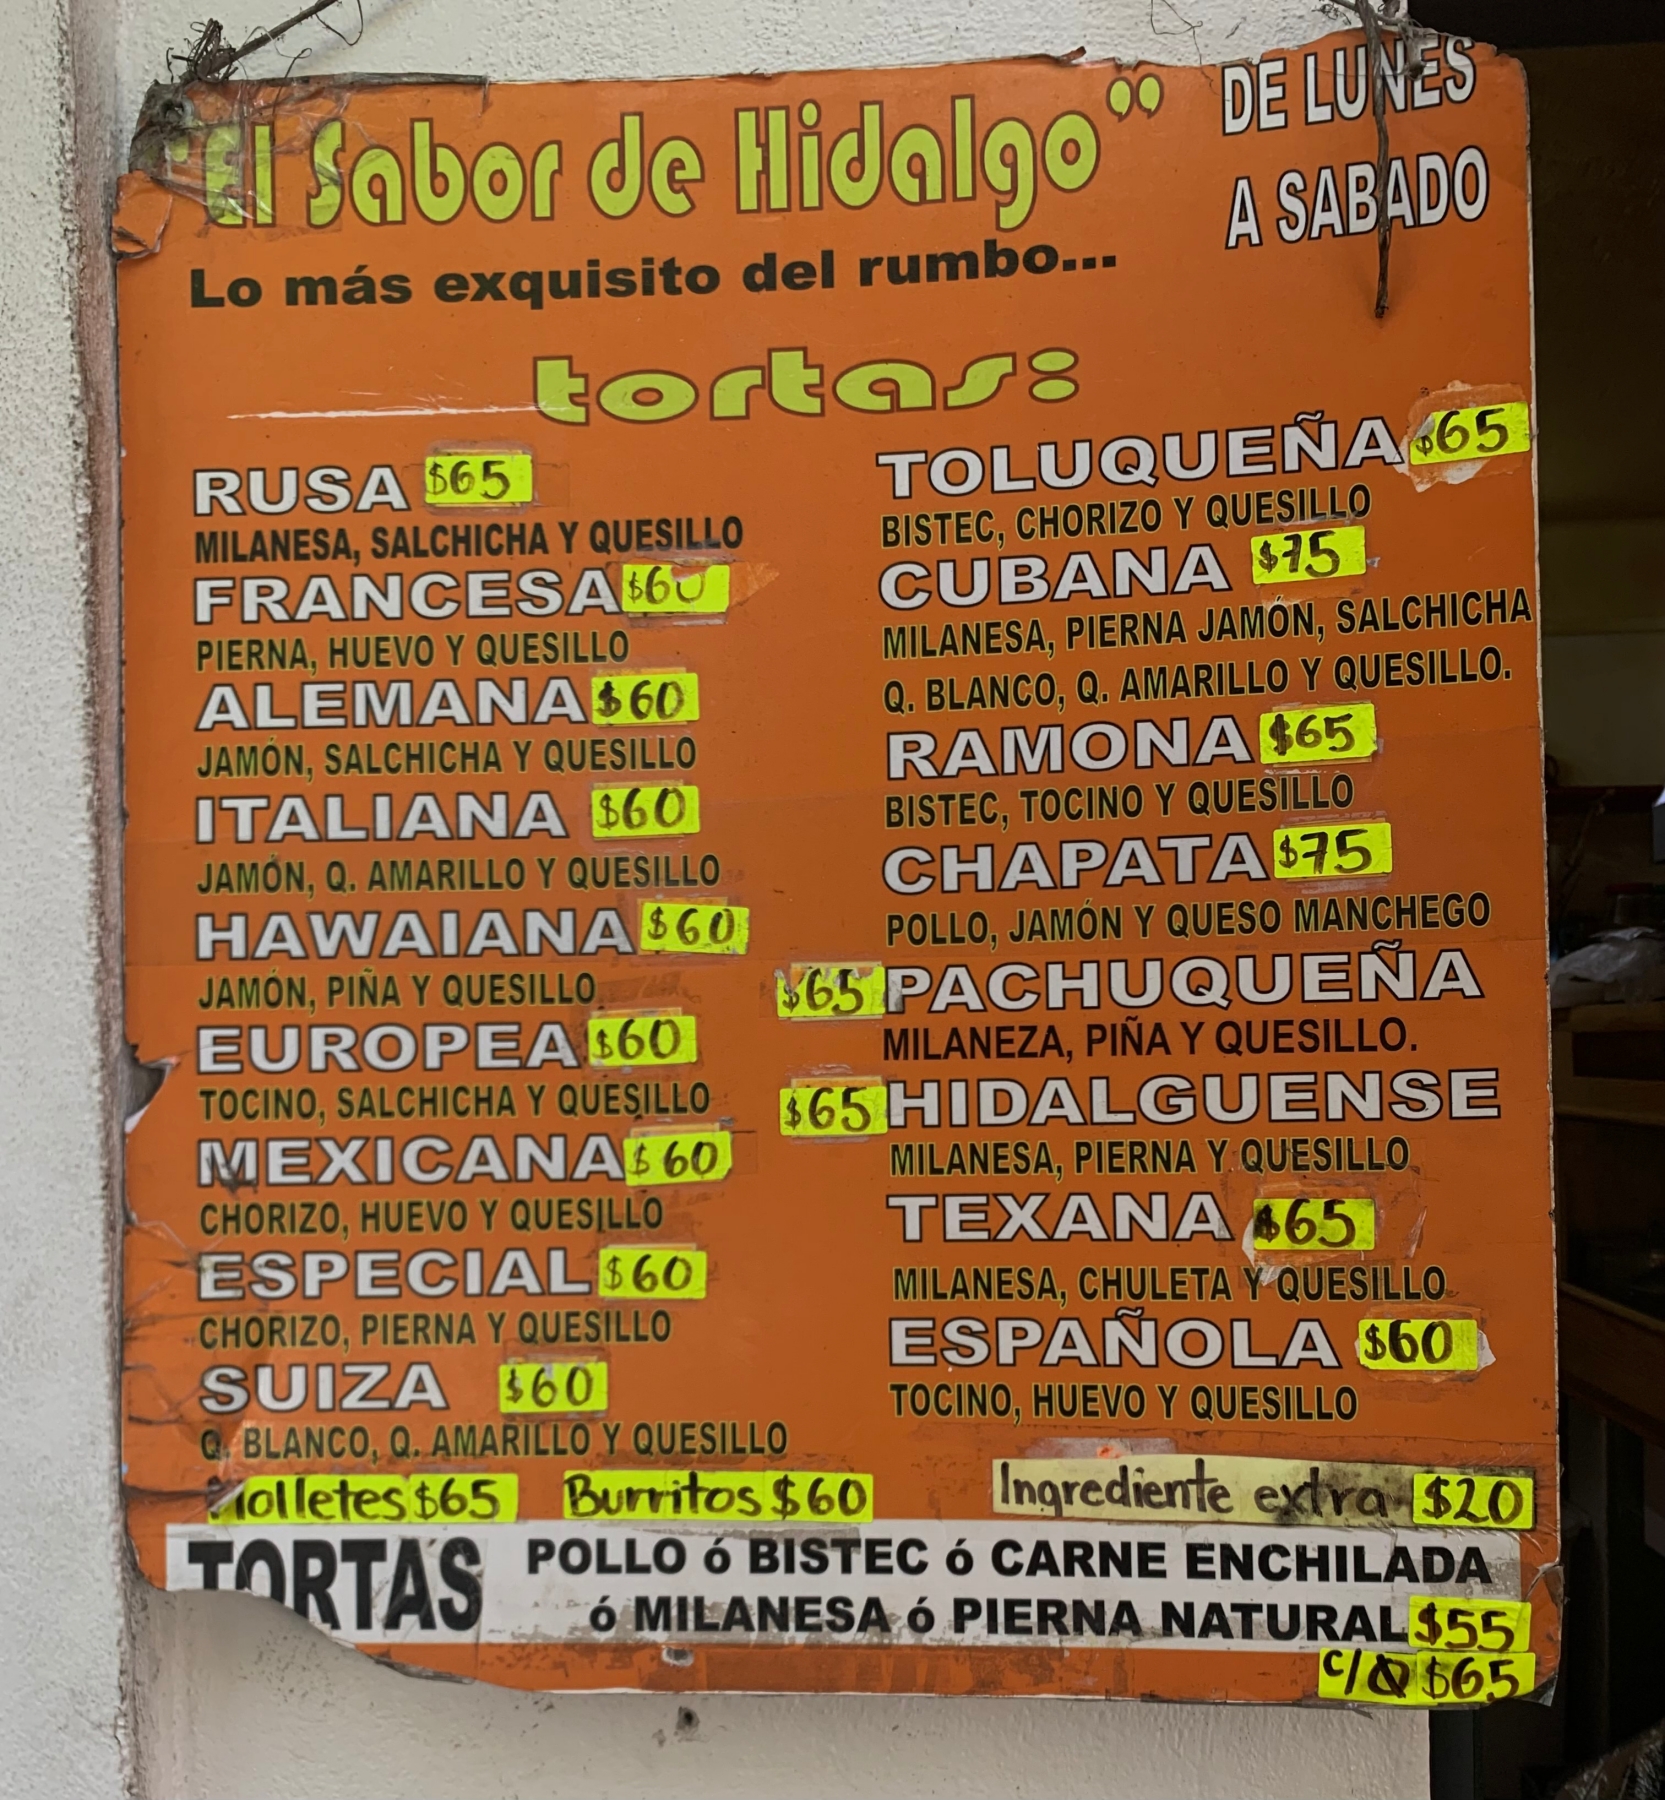 "El Sabor de Hidalgo"
DE LUNES
A SABADO
Lo más exquisito del rumbo...
tortas:
RUSA $65
MILANESA, SALCHICHA Y QUESILLO
FRANCESA $60
PIERNA, HUEVO Y QUESILLO
ALEMANA $60
JAMÓN, SALCHICHA Y QUESILLO
ITALIANA $60
JAMÓN, Q. AMARILLO Y QUESILLO
HAWAIANA $60
JAMÓN, PIÑA Y QUESILLO
EUROPEA $60
TOCINO, SALCHICHA Y QUESILLO
MEXICANA $60
CHORIZO, HUEVO Y QUESILLO
ESPECIAL $60
CHORIZO, PIERNA Y QUESILLO
SUIZA $60
Q. BLANCO, Q. AMARILLO Y QUESILLO
TOLUQUEÑA $65
BISTEC, CHORIZO Y QUESILLO
CUBANA $75
MILANESA, PIERNA JAMÓN, SALCHICHA
Q. BLANCO, Q. AMARILLO Y QUESILLO.
RAMONA $65
BISTEC, TOCINO Y QUESILLO
CHAPATA $75
POLLO, JAMÓN Y QUESO MANCHEGO
$65 PACHUQUEÑA
MILANEZA, PIÑA Y QUESILLO.
$65 HIDALGUENSE
MILANESA, PIERNA Y QUESILLO
TEXANA $65
MILANESA, CHULETA Y QUESILLO
ESPAÑOLA $60
TOCINO, HUEVO Y QUESILLO
Molletes $65 Burritos $60 Ingrediente extra $20
TORTAS POLLO ó BISTEC ó CARNE ENCHILADA
ó MILANESA ó PIERNA NATURAL $55
c/Q $65